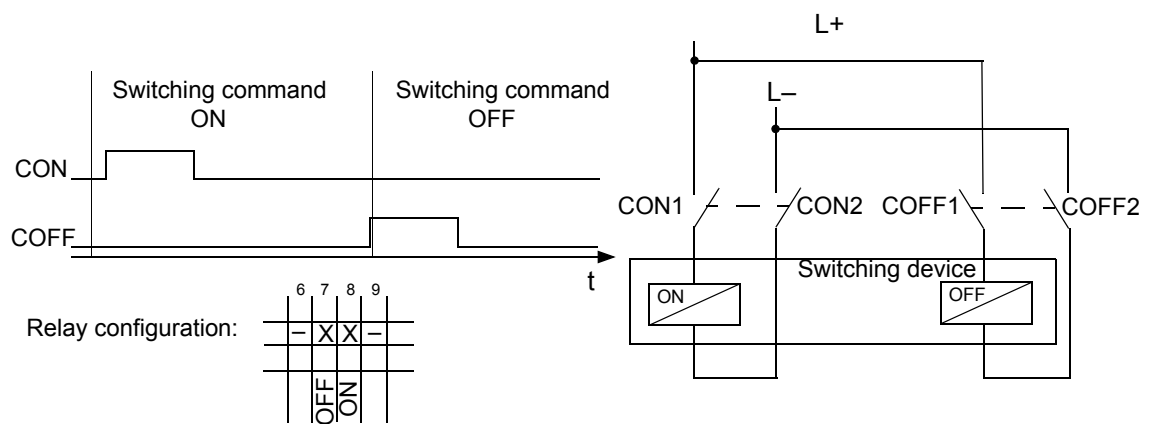 Switching command
ON
Switching command
OFF
CON
COFF
t
Relay configuration:
6 7 8 9
– X X –
OFF
ON
L+
L–
CON1
CON2
COFF1
COFF2
Switching device
ON
OFF